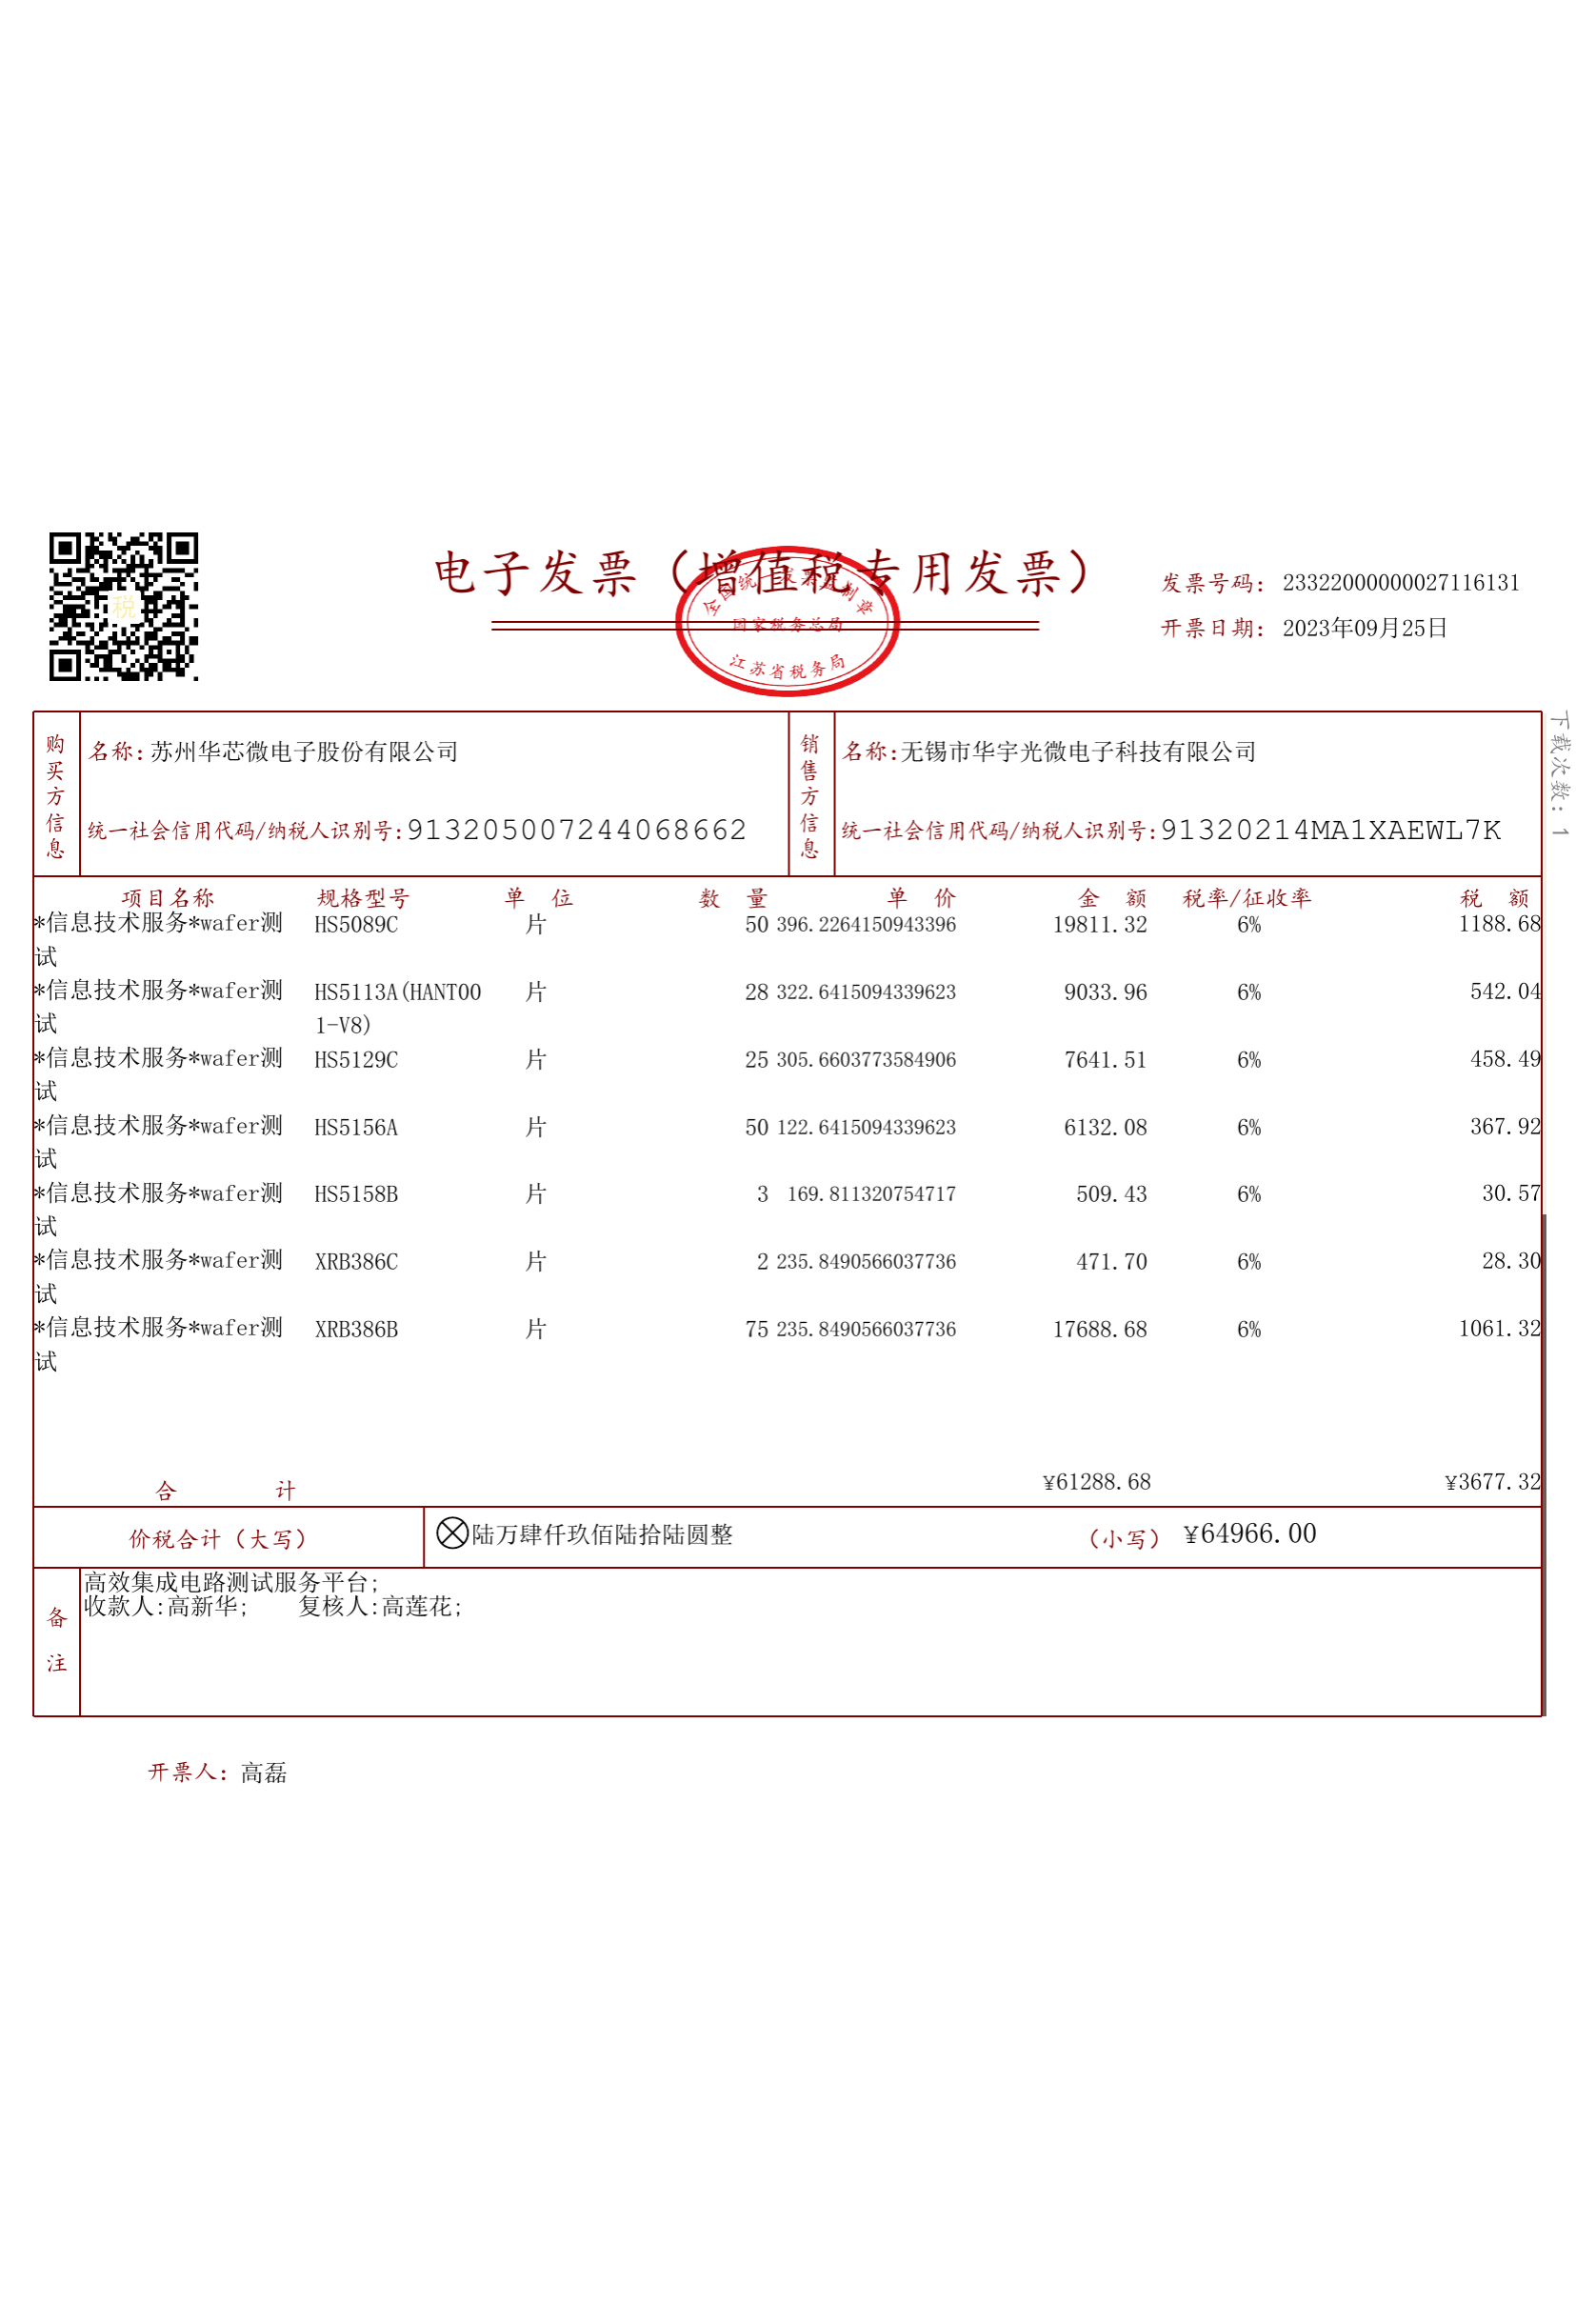 电子发票（增值税专用发票）
全国统一发票监制章
国家税务总局
江苏省税务局
税
发票号码：23322000000027116131
开票日期：2023年09月25日
下载次数：1
购买方信息
名称：苏州华芯微电子股份有限公司
统一社会信用代码/纳税人识别号：913205007244068662
销售方信息
名称：无锡市华宇光微电子科技有限公司
统一社会信用代码/纳税人识别号：91320214MA1XAEWL7K
项目名称 规格型号 单 位 数 量 单 价 金 额 税率/征收率 税 额
*信息技术服务*wafer测 HS5089C 片 50 396.2264150943396 19811.32 6% 1188.68
试
*信息技术服务*wafer测 HS5113A(HANT00 片 28 322.6415094339623 9033.96 6% 542.04
试 1-V8)
*信息技术服务*wafer测 HS5129C 片 25 305.6603773584906 7641.51 6% 458.49
试
*信息技术服务*wafer测 HS5156A 片 50 122.6415094339623 6132.08 6% 367.92
试
*信息技术服务*wafer测 HS5158B 片 3 169.811320754717 509.43 6% 30.57
试
*信息技术服务*wafer测 XRB386C 片 2 235.8490566037736 471.70 6% 28.30
试
*信息技术服务*wafer测 XRB386B 片 75 235.8490566037736 17688.68 6% 1061.32
试
合 计 ¥61288.68 ¥3677.32
价税合计（大写） ⊗陆万肆仟玖佰陆拾陆圆整 （小写） ¥64966.00
备注
高效集成电路测试服务平台;
收款人:高新华; 复核人:高莲花;
开票人：高磊